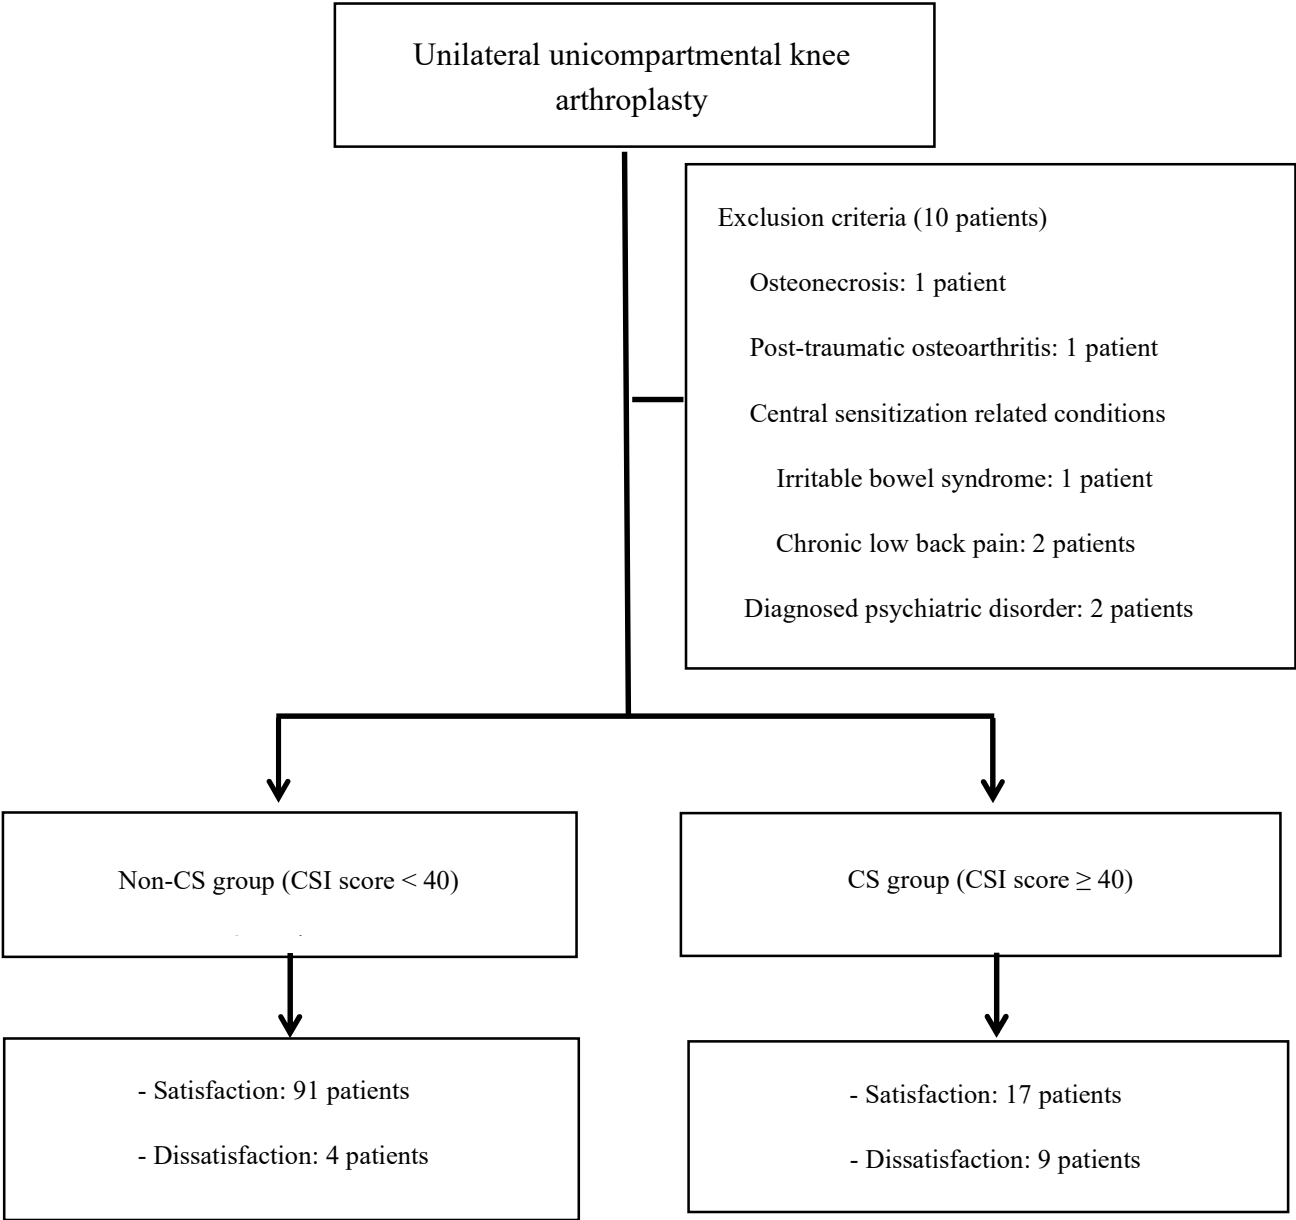 Unilateral unicompartmental knee
arthroplasty
Exclusion criteria (10 patients)
Osteonecrosis: 1 patient
Post-traumatic osteoarthritis: 1 patient
Central sensitization related conditions
Irritable bowel syndrome: 1 patient
Chronic low back pain: 2 patients
Diagnosed psychiatric disorder: 2 patients
Non-CS group (CSI score < 40)
CS group (CSI score ≥ 40)
- Satisfaction: 91 patients
- Dissatisfaction: 4 patients
- Satisfaction: 17 patients
- Dissatisfaction: 9 patients